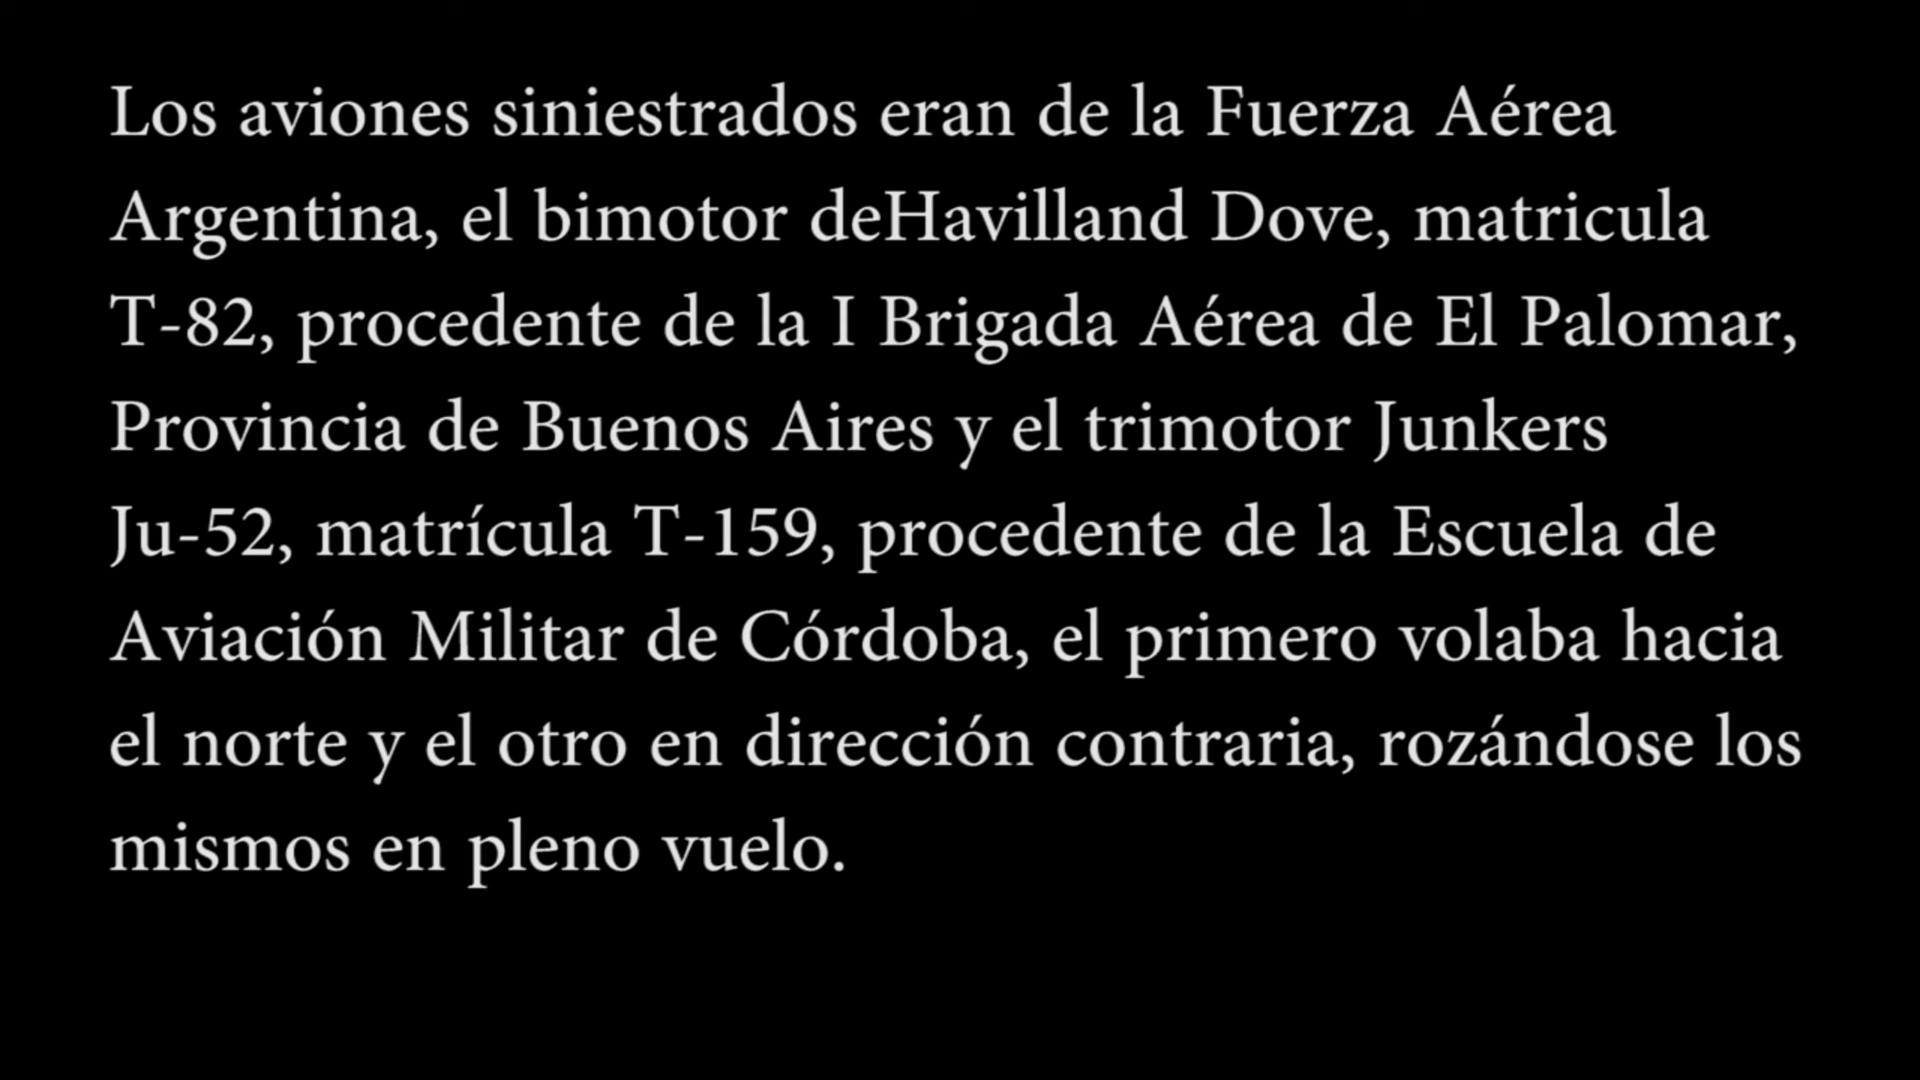 Los aviones siniestrados eran de la Fuerza Aérea
Argentina, el bimotor deHavilland Dove, matricula
T-82, procedente de la I Brigada Aérea de El Palomar,
Provincia de Buenos Aires y el trimotor Junkers
Ju-52, matrícula T-159, procedente de la Escuela de
Aviación Militar de Córdoba, el primero volaba hacia
el norte y el otro en dirección contraria, rozándose los
mismos en pleno vuelo.